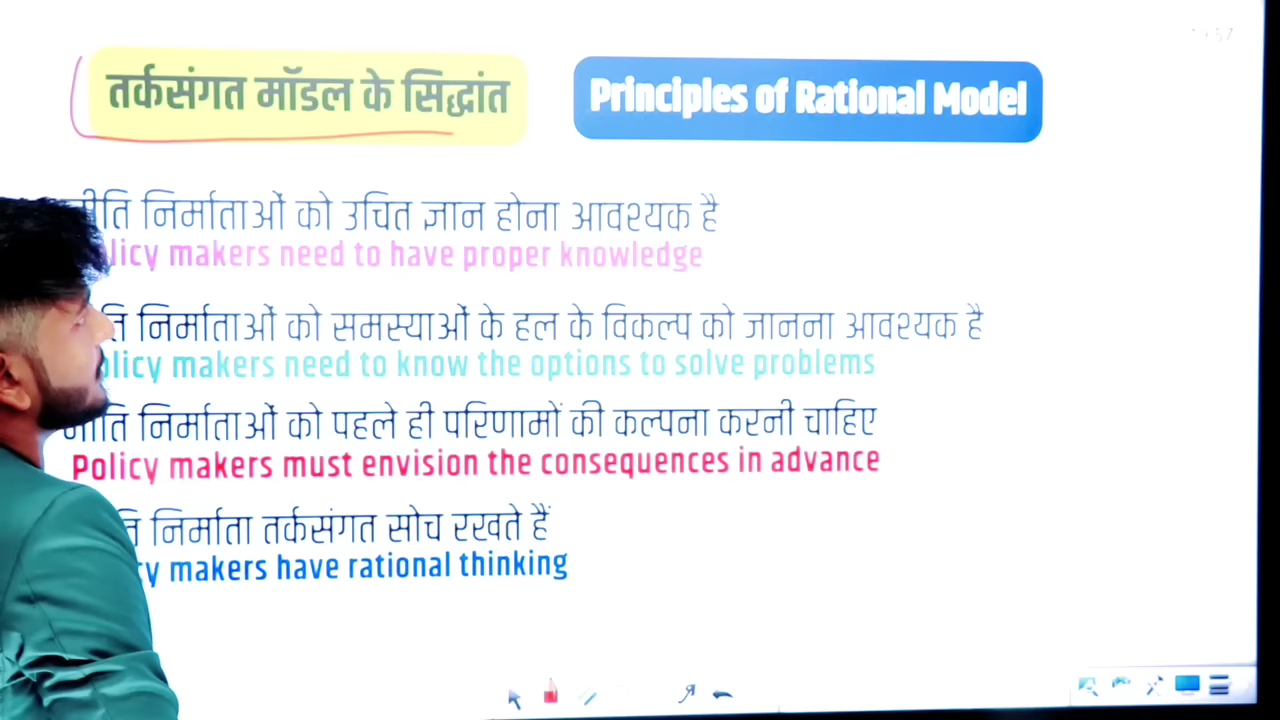 तर्कसंगत मॉडल के सिद्धांत
Principles of Rational Model
निर्माताओं को उचित ज्ञान होना आवश्यक है
makers need to have proper knowledge
निर्माताओं को समस्याओं के हल के विकल्प को जानना आवश्यक है
makers need to know the options to solve problems
निर्माताओं को पहले ही परिणामों की कल्पना करनी चाहिए
Policy makers must envision the consequences in advance
निर्माता तर्कसंगत सोच रखते हैं
makers have rational thinking